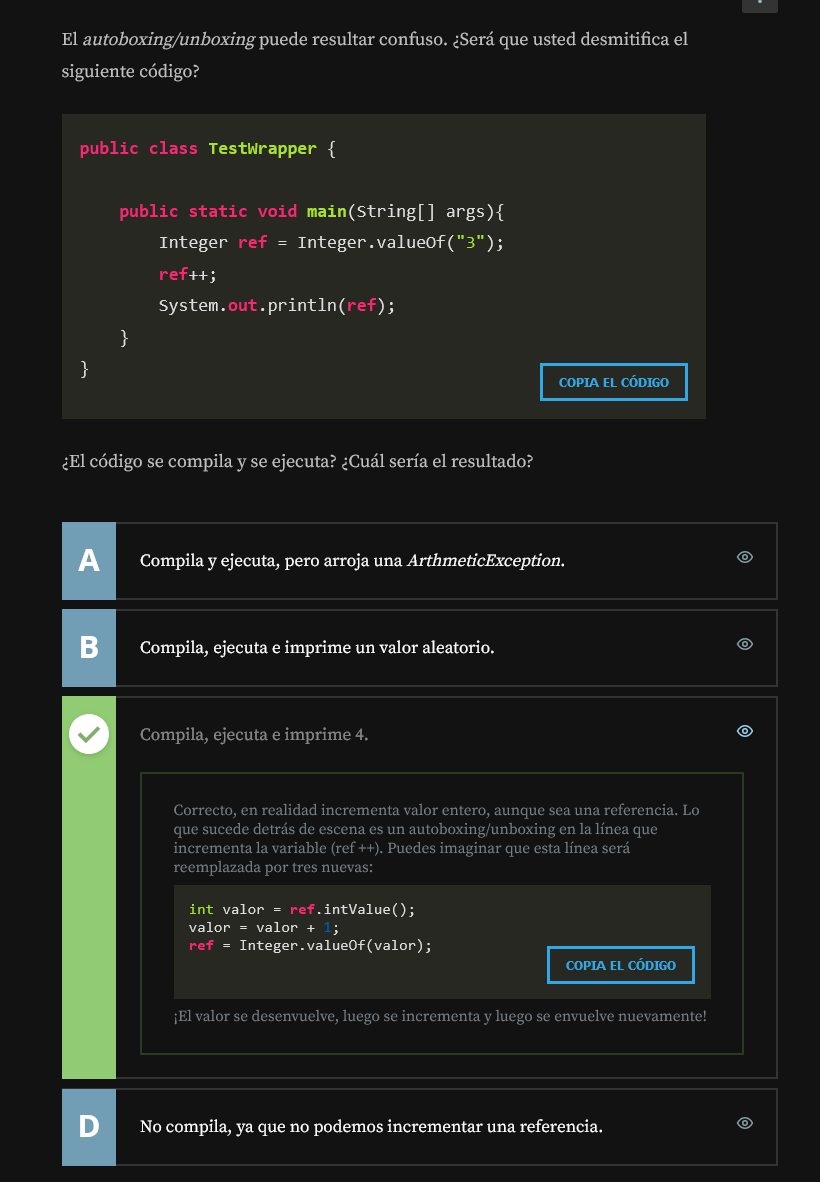 El autoboxing/unboxing puede resultar confuso. ¿Será que usted desmitifica el
siguiente código?
public class TestWrapper {
public static void main(String[] args){
Integer ref = Integer.valueOf("3");
ref++;
System.out.println(ref);
}
}
COPIA EL CÓDIGO
¿El código se compila y se ejecuta? ¿Cuál sería el resultado?
A
Compila y ejecuta, pero arroja una ArthmeticException.
B
Compila, ejecuta e imprime un valor aleatorio.
Compila, ejecuta e imprime 4.
Correcto, en realidad incrementa valor entero, aunque sea una referencia. Lo
que sucede detrás de escena es un autoboxing/unboxing en la línea que
incrementa la variable (ref ++). Puedes imaginar que esta línea será
reemplazada por tres nuevas:
int valor = ref.intValue();
valor = valor + 1;
ref = Integer.valueOf(valor);
COPIA EL CÓDIGO
¡El valor se desenvuelve, luego se incrementa y luego se envuelve nuevamente!
D
No compila, ya que no podemos incrementar una referencia.